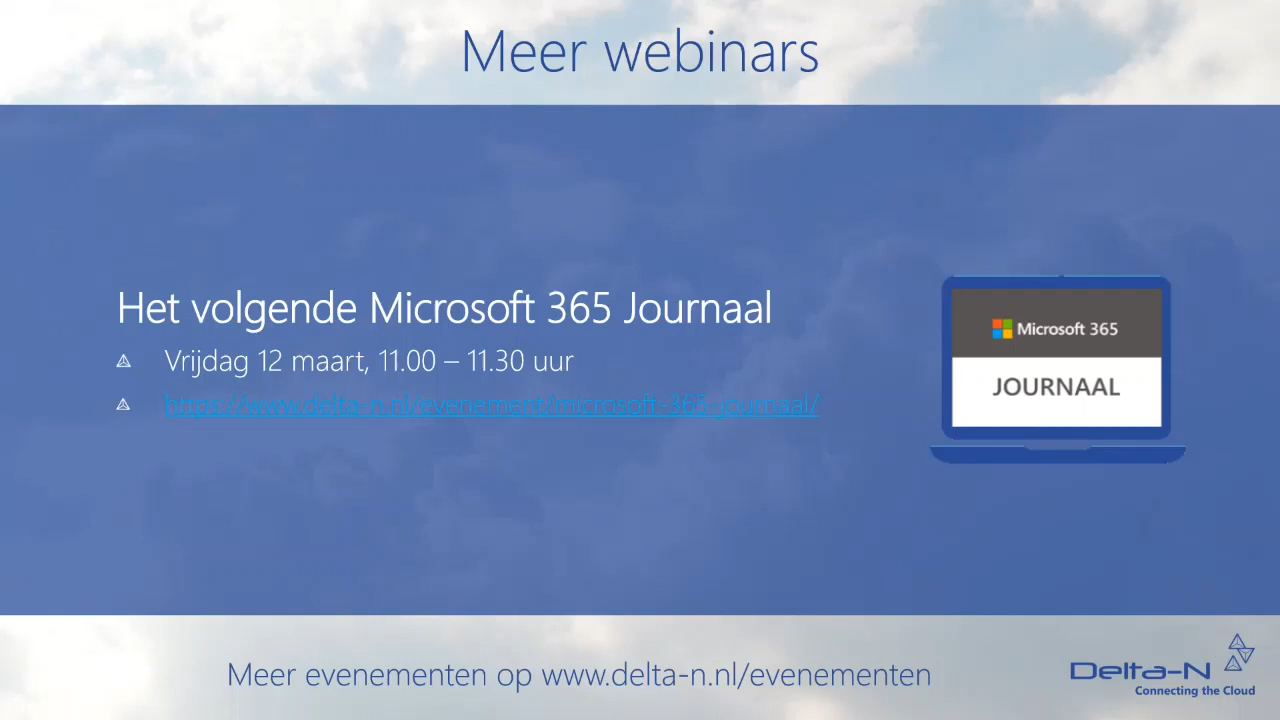 Meer webinars
Het volgende Microsoft 365 Journaal
Vrijdag 12 maart, 11.00 – 11.30 uur
https://www.delta-n.nl/evenement/microsoft-365-journaal/
Microsoft 365
JOURNAAL
Meer evenementen op www.delta-n.nl/evenementen
Delta-N
Connecting the Cloud